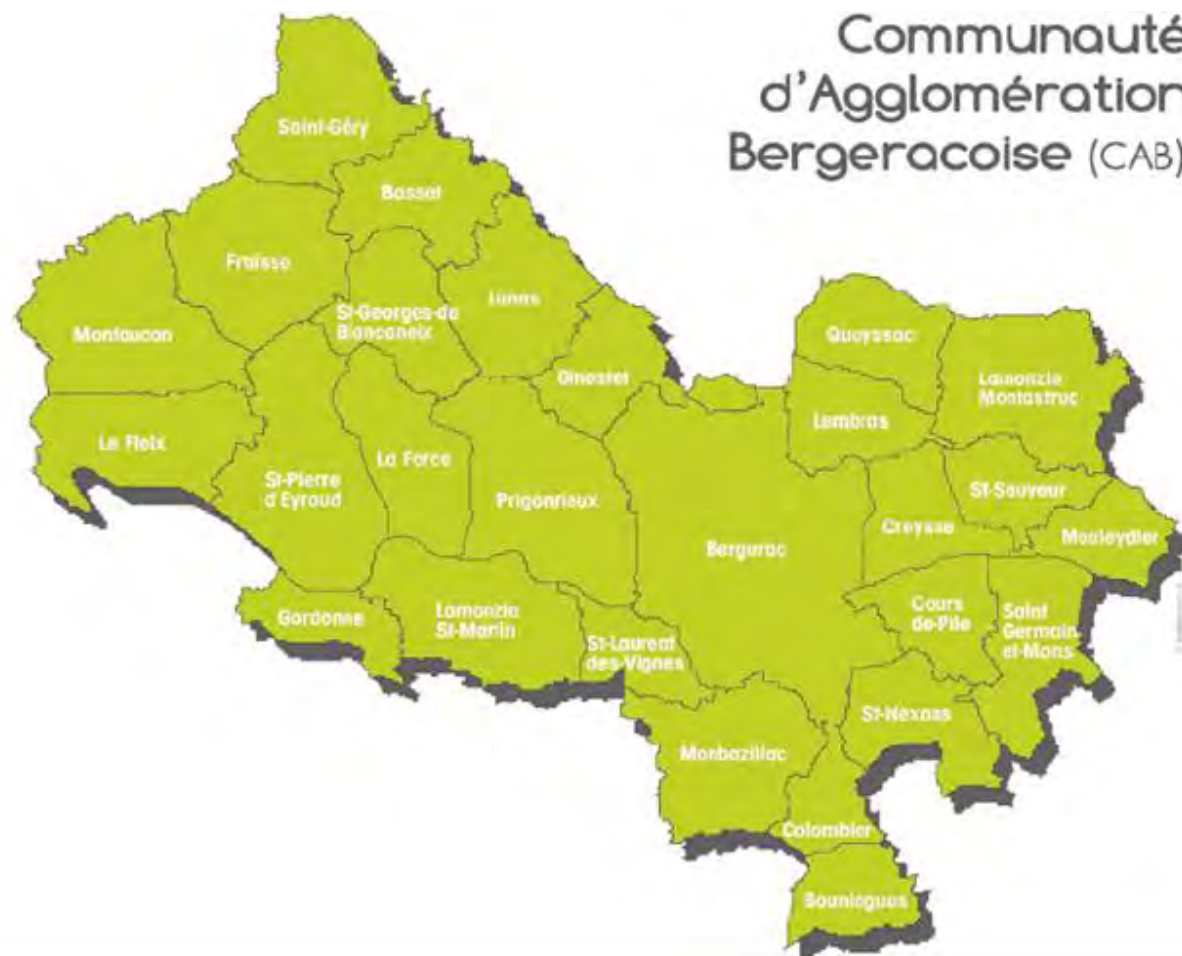 Communauté
d'Agglomération
Bergeracoise (CAB)
Saint-Géry
Bosset
Fraisse
Lunas
St-Georges-de
Blancaneix
Montfaucon
Queyssac
Ginestet
Lamonzie
Montastruc
Lembras
Le Fleix
La Force
St-Pierre
d'Eyraud
Prigonrieux
St-Sauveur
Creysse
Mouleydier
Bergerac
Gardonne
Lamonzie
St-Martin
Cours
de-Pile
Saint
Germain
et-Mons
St-Laurent
des-Vignes
St-Nexans
Monbazillac
Colombier
Bouniagues